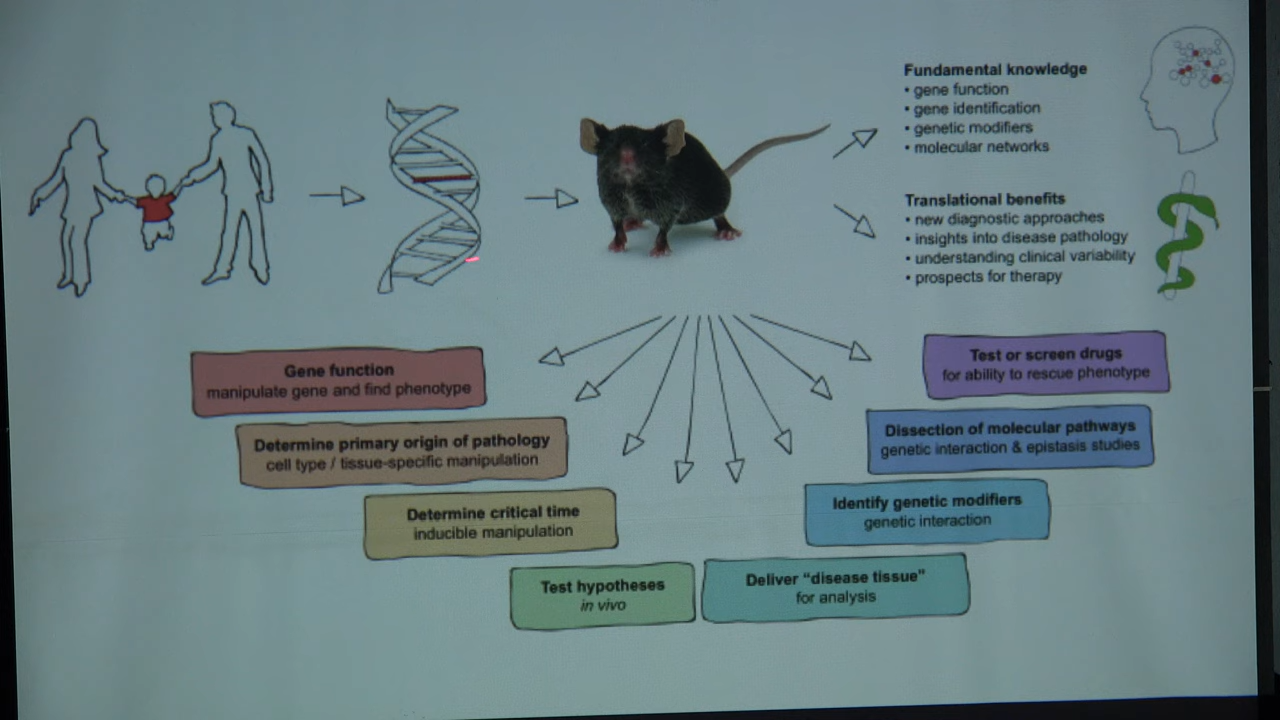 Fundamental knowledge
• gene function
• gene identification
• genetic modifiers
• molecular networks
Translational benefits
• new diagnostic approaches
• insights into disease pathology
• understanding clinical variability
• prospects for therapy
Gene function
manipulate gene and find phenotype
Determine primary origin of pathology
cell type / tissue-specific manipulation
Determine critical time
inducible manipulation
Test hypotheses
in vivo
Deliver “disease tissue”
for analysis
Identify genetic modifiers
genetic interaction
Dissection of molecular pathways
genetic interaction & epistasis studies
Test or screen drugs
for ability to rescue phenotype